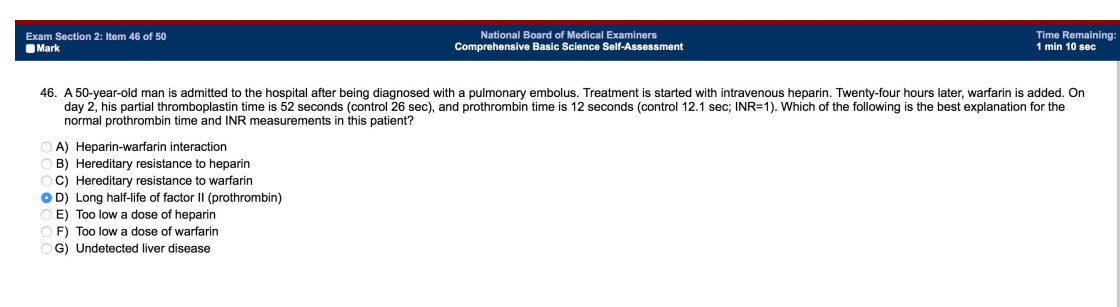 Exam Section 2: Item 46 of 50
National Board of Medical Examiners
Time Remaining:
Mark
Comprehensive Basic Science Self-Assessment
1 min 10 sec
46. A 50-year-old man is admitted to the hospital after being diagnosed with a pulmonary embolus. Treatment is started with intravenous heparin. Twenty-four hours later, warfarin is added. On
day 2, his partial thromboplastin time is 52 seconds (control 26 sec), and prothrombin time is 12 seconds (control 12.1 sec; INR=1). Which of the following is the best explanation for the
normal prothrombin time and INR measurements in this patient?
A) Heparin-warfarin interaction
B) Hereditary resistance to heparin
C) Hereditary resistance to warfarin
D) Long half-life of factor II (prothrombin)
E) Too low a dose of heparin
F) Too low a dose of warfarin
G) Undetected liver disease